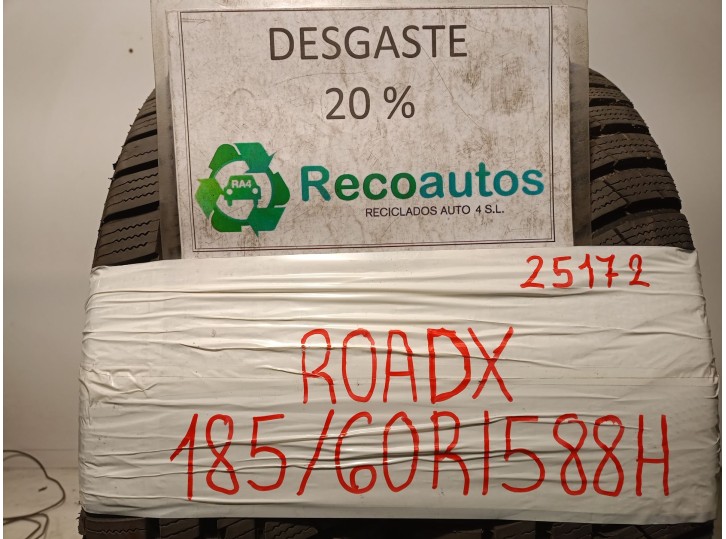 DESGASTE
20 %
RA4
Recoautos
RECICLADOS AUTO 4 S.L.
25172
ROADX
185/60R1588H